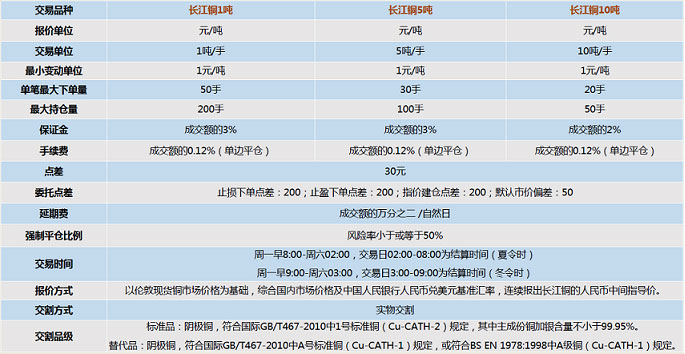 交易品种 长江铜1吨 长江铜5吨 长江铜10吨
报价单位 元/吨 元/吨 元/吨
交易单位 1吨/手 5吨/手 10吨/手
最小变动单位 1元/吨 1元/吨 1元/吨
单笔最大下单量 50手 30手 20手
最大持仓量 200手 100手 50手
保证金 成交额的3% 成交额的3% 成交额的2%
手续费 成交额的0.12%（单边平仓） 成交额的0.12%（单边平仓） 成交额的0.12%（单边平仓）
点差 30元
委托点差 止损下单点差：200；止盈下单点差：200；指价建仓点差：200；默认市价偏差：50
延期费 成交额的万分之二 /自然日
强制平仓比例 风险率小于或等于50%
交易时间 周一早8:00-周六02:00，交易日02:00-08:00为结算时间（夏令时）
周一早9:00-周六03:00，交易日3:00-09:00为结算时间（冬令时）
报价方式 以伦敦现货铜市场价格为基础，综合国内市场价格及中国人民银行人民币兑美元基准汇率，连续报出长江铜的人民币中间指导价。
交割方式 实物交割
交割品级 标准品：阴极铜，符合国际GB/T467-2010中1号标准铜（Cu-CATH-2）规定，其中主成份铜加银含量不小于99.95%。
替代品：阴极铜，符合国际GB/T467-2010中A号标准铜（Cu-CATH-1）规定，或符合BS EN 1978:1998中A级铜（Cu-CATH-1）规定。